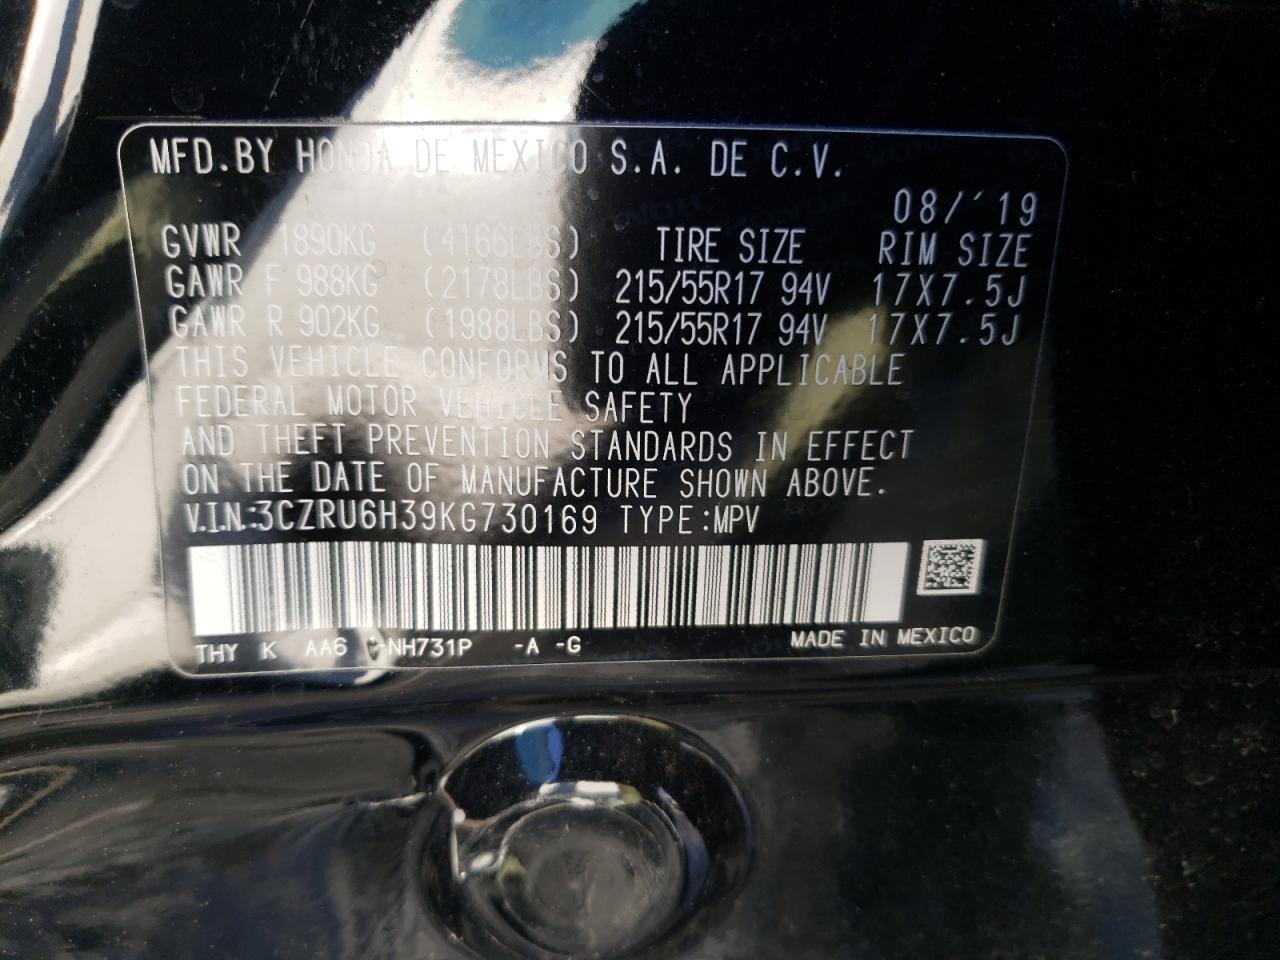 MFD.BY HONDA DE MEXICO S.A. DE C.V.
08/'19
GVWR 1890KG (4166LBS) TIRE SIZE RIM SIZE
GAWR F 988KG (2178LBS) 215/55R17 94V 17X7.5J
GAWR R 902KG (1988LBS) 215/55R17 94V 17X7.5J
THIS VEHICLE CONFORMS TO ALL APPLICABLE
FEDERAL MOTOR VEHICLE SAFETY
AND THEFT PREVENTION STANDARDS IN EFFECT
ON THE DATE OF MANUFACTURE SHOWN ABOVE.
V.I.N.:3CZRU6H39KG730169 TYPE:MPV
THY K AA6 -NH731P -A -G MADE IN MEXICO